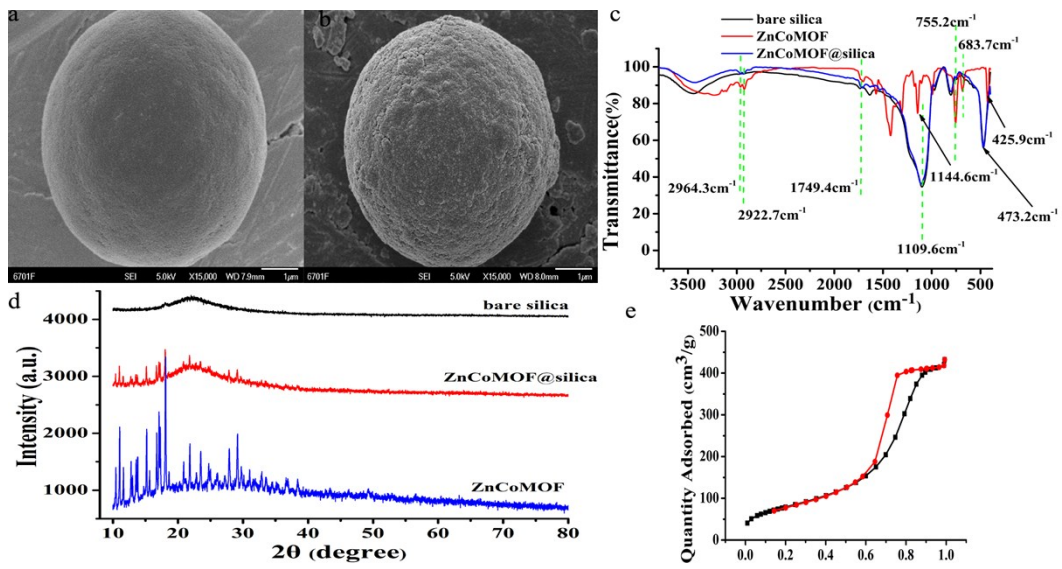 a
6701F SEI 5.0kV X15,000 WD 7.9mm 1μm
b
6701F SEI 5.0kV X15,000 WD 8.0mm 1μm
c
bare silica
ZnCoMOF
ZnCoMOF@silica
755.2cm-1
683.7cm-1
Transmittance(%)
100
80
60
40
20
0
2964.3cm-1
2922.7cm-1
1749.4cm-1
1109.6cm-1
1144.6cm-1
425.9cm-1
473.2cm-1
3500 3000 2500 2000 1500 1000 500
Wavenumber (cm-1)
d
Intensity (a.u.)
4000
3000
2000
1000
bare silica
ZnCoMOF@silica
ZnCoMOF
10 20 30 40 50 60 70 80
2θ (degree)
e
Quantity Adsorbed (cm3/g)
500
400
300
200
100
0
0.0 0.2 0.4 0.6 0.8 1.0